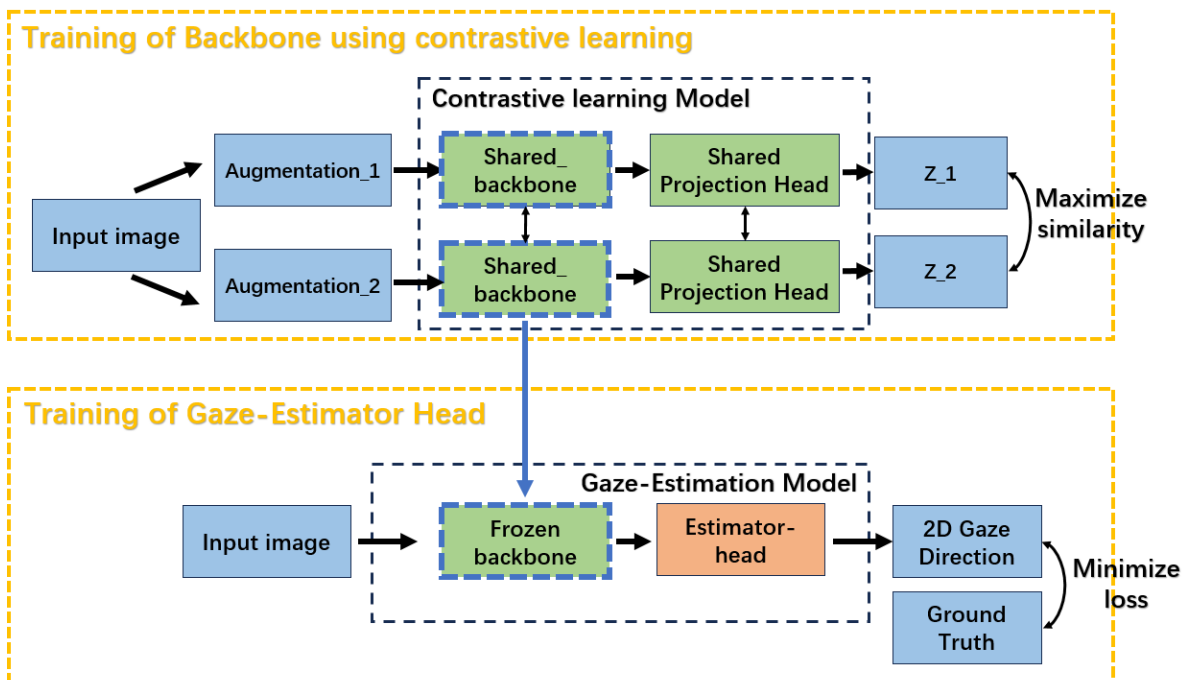 Training of Backbone using contrastive learning
Contrastive learning Model
Input image
Augmentation_1
Shared_
backbone
Shared
Projection Head
Z_1
Augmentation_2
Shared_
backbone
Shared
Projection Head
Z_2
Maximize
similarity
Training of Gaze-Estimator Head
Gaze-Estimation Model
Input image
Frozen
backbone
Estimator-
head
2D Gaze
Direction
Ground
Truth
Minimize
loss